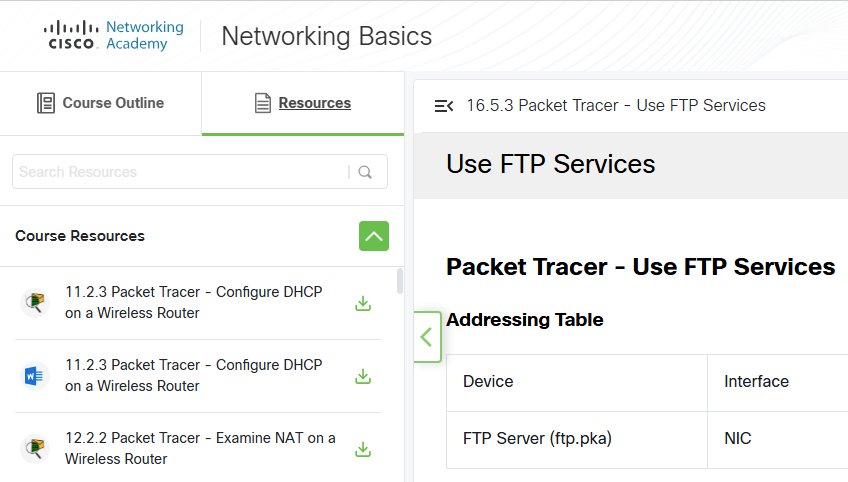 Networking
Academy
CISCO
Networking Basics
Course Outline
Resources
16.5.3 Packet Tracer - Use FTP Services
Search Resources
Use FTP Services
Course Resources
11.2.3 Packet Tracer - Configure DHCP
on a Wireless Router
11.2.3 Packet Tracer - Configure DHCP
on a Wireless Router
12.2.2 Packet Tracer - Examine NAT on a
Wireless Router
Packet Tracer - Use FTP Services
Addressing Table
Device
Interface
FTP Server (ftp.pka)
NIC